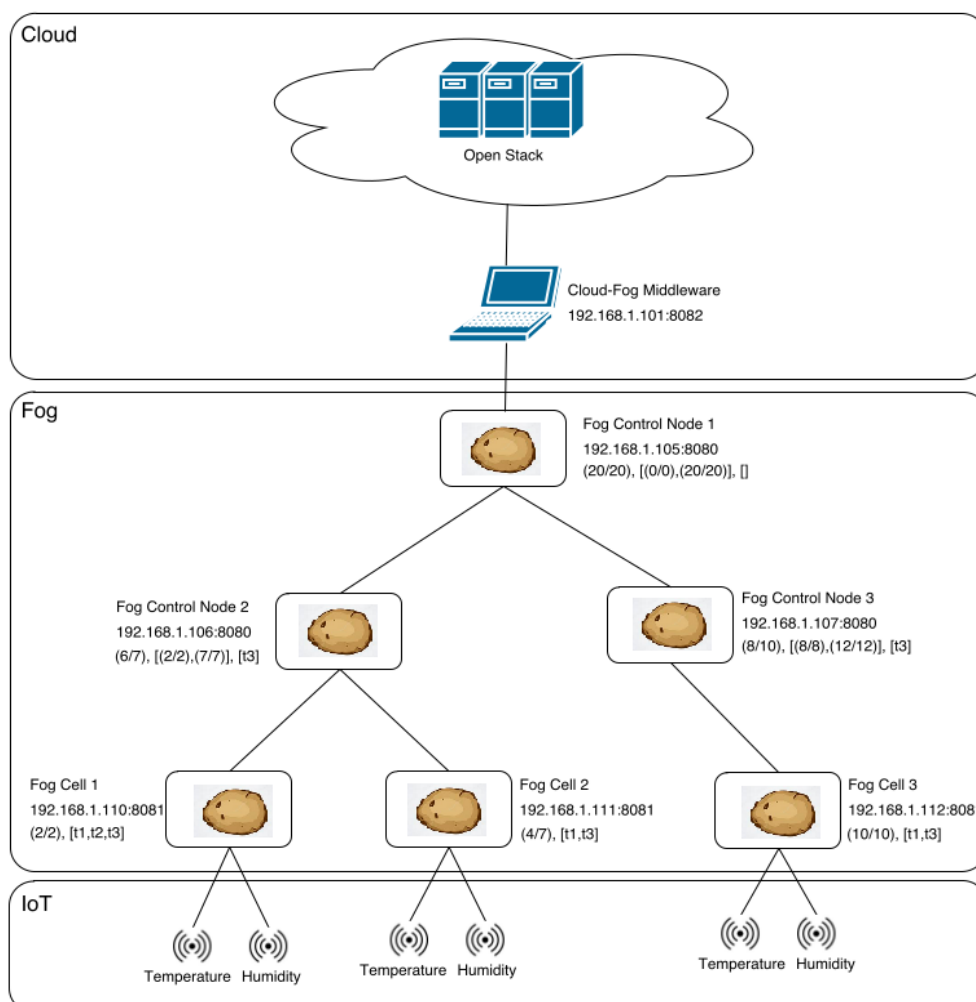 Cloud
Open Stack
Cloud-Fog Middleware
192.168.1.101:8082
Fog
Fog Control Node 1
192.168.1.105:8080
(20/20), [(0/0),(20/20)], []
Fog Control Node 2
192.168.1.106:8080
(6/7), [(2/2),(7/7)], [t3]
Fog Control Node 3
192.168.1.107:8080
(8/10), [(8/8),(12/12)], [t3]
Fog Cell 1
192.168.1.110:8081
(2/2), [t1,t2,t3]
Fog Cell 2
192.168.1.111:8081
(4/7), [t1,t3]
Fog Cell 3
192.168.1.112:808
(10/10), [t1,t3]
IoT
Temperature
Humidity
Temperature
Humidity
Temperature
Humidity